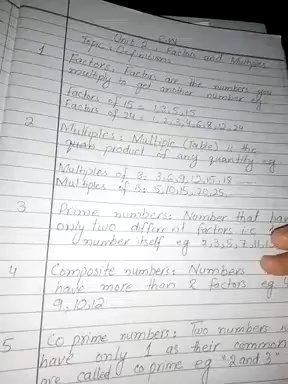 C.W
Unit 2: Factors and Multiples
Topic: Definitions
1 Factors: Factors are the numbers you
multiply to get another number eg
factors of 15 = 1,3,5,15
Factors of 24 = 1,2,3,4,6,8,12,24
2 Multiples: Multiple (Table) is the
product of any quantity eg
Multiples of 3: 3,6,9,12,15,18 ----
Multiples of 5: 5,10,15,20,25--
3 Prime numbers: Number that have
only two different factors i.e 1
number itself eg 2,3,5,7,11,13
4 Composite numbers: Numbers
have more than 2 factors eg 4
9,10,12
5 Co prime numbers: Two numbers
have only 1 as their common
are called co prime eg "2 and 3"